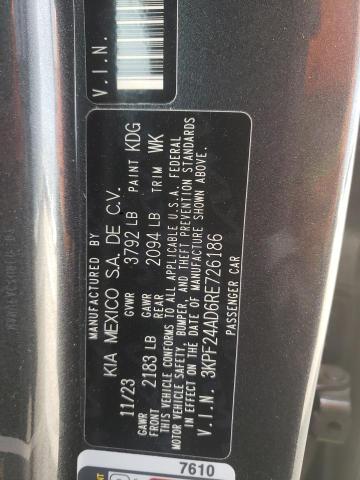 V.I.N.
MANUFACTURED BY
KIA MEXICO S.A. DE C.V.
11/23 GVWR 3792 LB PAINT KDG
GAWR FRONT 2183 LB GAWR REAR 2094 LB TRIM WK
THIS VEHICLE CONFORMS TO ALL APPLICABLE U.S.A. FEDERAL
MOTOR VEHICLE SAFETY, BUMPER, AND THEFT PREVENTION STANDARDS
IN EFFECT ON THE DATE OF MANUFACTURE SHOWN ABOVE.
V.I.N. 3KPF24AD6RE726186
PASSENGER CAR
7610